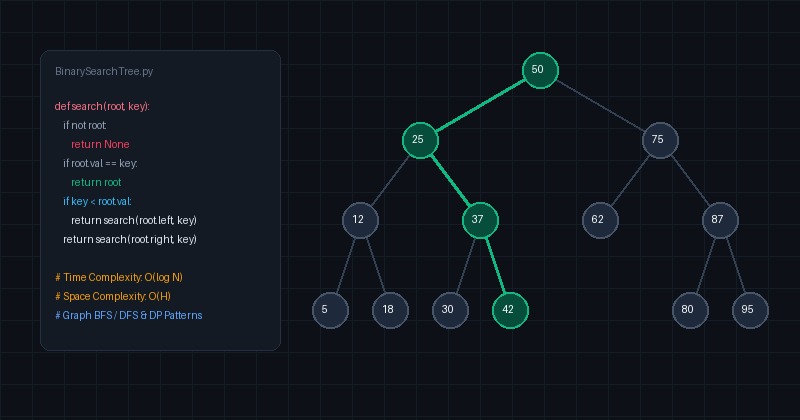 BinarySearchTree.py
def search(root, key):
if not root:
return None
if root.val == key:
return root
if key < root.val:
return search(root.left, key)
return search(root.right, key)
# Time Complexity: O(log N)
# Space Complexity: O(H)
# Graph BFS / DFS & DP Patterns
50
25
75
12
37
62
87
5
18
30
42
80
95